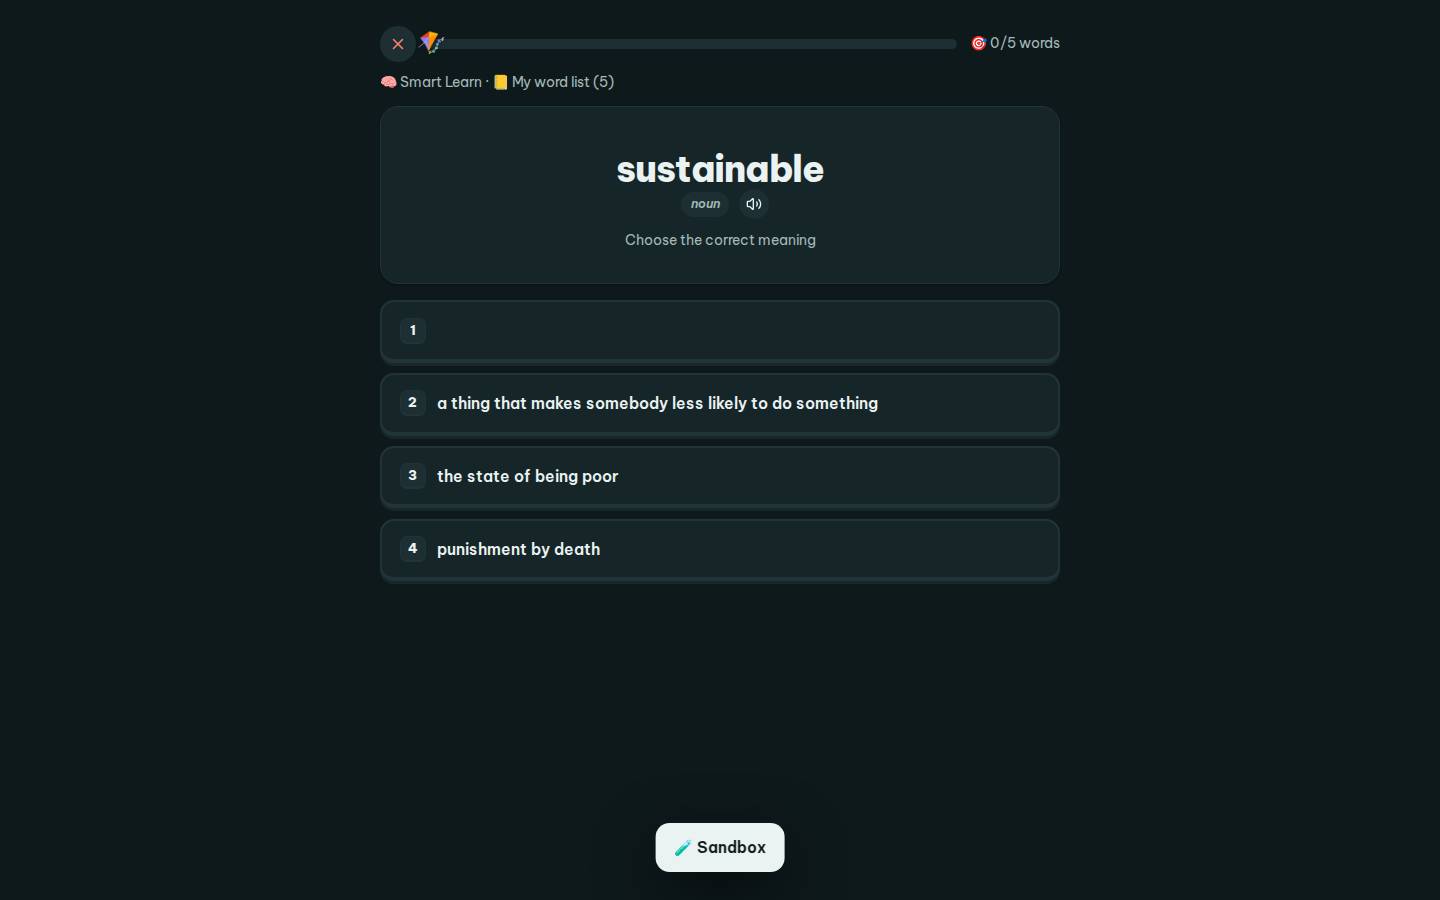 🎯 0/5 words
🧠 Smart Learn · 📒 My word list (5)
sustainable
noun
Choose the correct meaning
1
2 a thing that makes somebody less likely to do something
3 the state of being poor
4 punishment by death
🧪 Sandbox